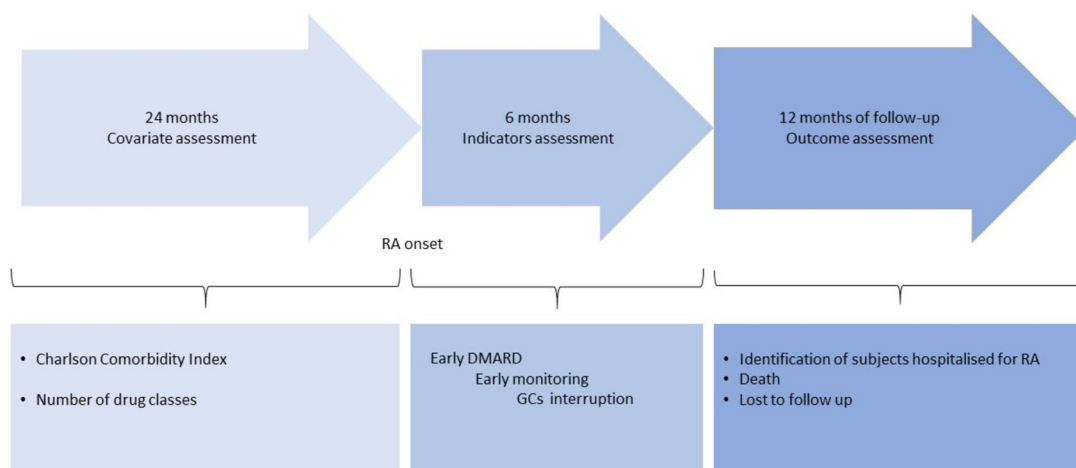 24 months
Covariate assessment
6 months
Indicators assessment
12 months of follow-up
Outcome assessment
RA onset
• Charlson Comorbidity Index
• Number of drug classes
Early DMARD
Early monitoring
GCs interruption
• Identification of subjects hospitalised for RA
• Death
• Lost to follow up